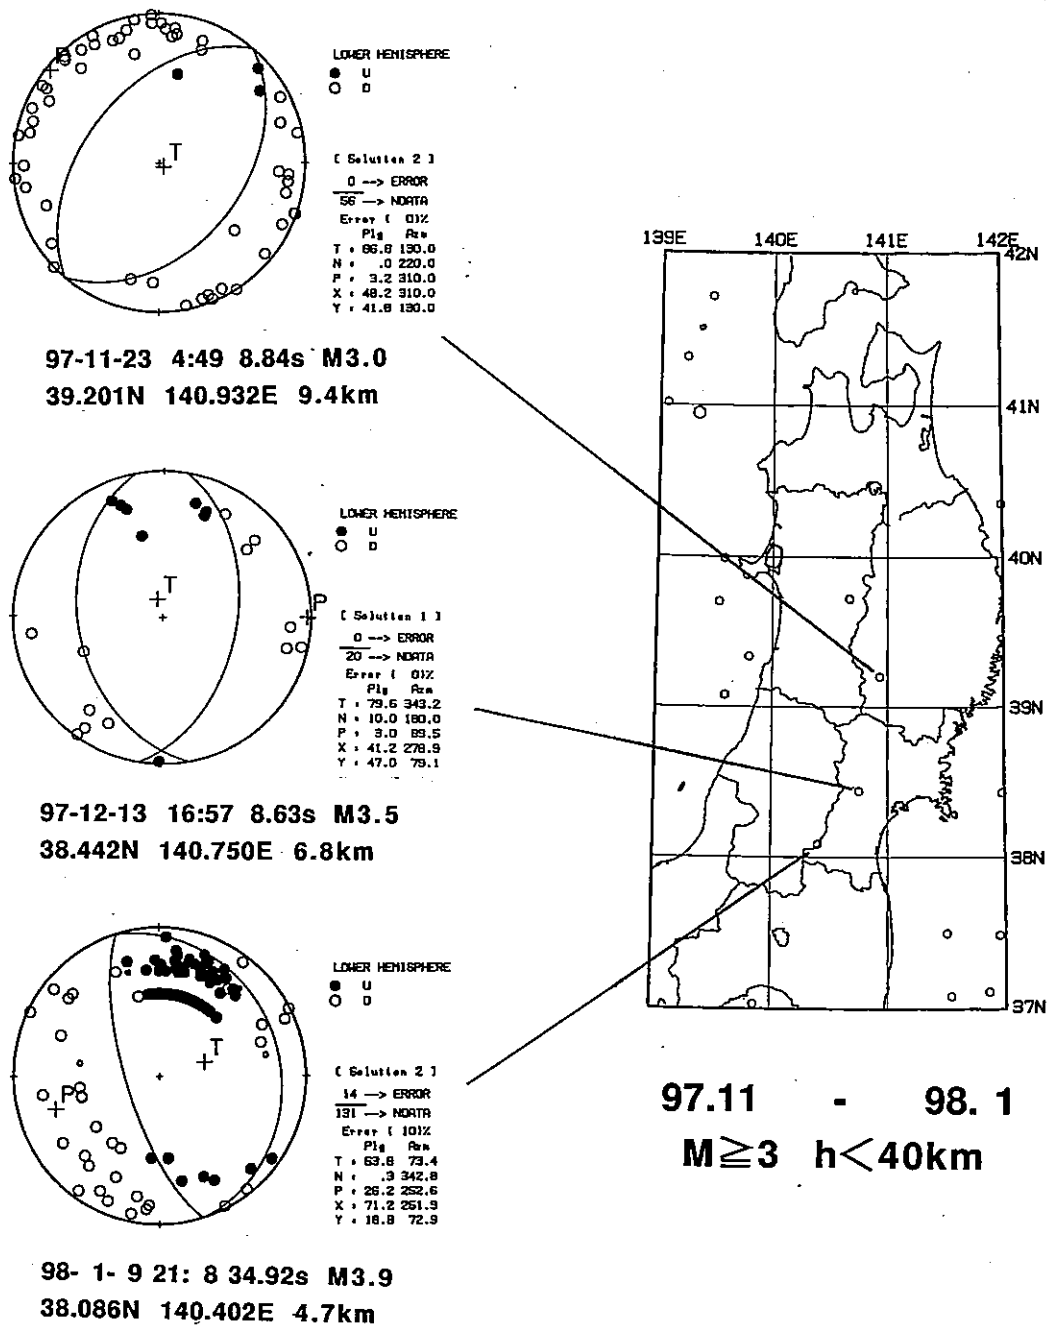 P
T
LOWER HEMISPHERE
● U
○ D
[ Solution 2 ]
0 --> ERROR
56 --> NDATA
Error ( 0)%
Plg Azm
T : 86.8 130.0
N : .0 220.0
P : 3.2 310.0
X : 48.2 310.0
Y : 41.8 130.0
97-11-23 4:49 8.84s M3.0
39.201N 140.932E 9.4km
T
P
LOWER HEMISPHERE
● U
○ D
[ Solution 1 ]
0 --> ERROR
20 --> NDATA
Error ( 0)%
Plg Azm
T : 79.6 343.2
N : 10.0 180.0
P : 3.0 89.5
X : 41.2 278.9
Y : 47.0 79.1
97-12-13 16:57 8.63s M3.5
38.442N 140.750E 6.8km
T
P
LOWER HEMISPHERE
● U
○ D
[ Solution 2 ]
14 --> ERROR
131 --> NDATA
Error ( 10)%
Plg Azm
T : 63.8 73.4
N : .3 342.8
P : 26.2 252.6
X : 71.2 251.9
Y : 18.8 72.9
98- 1- 9 21: 8 34.92s M3.9
38.086N 140.402E 4.7km
139E 140E 141E 142E
42N
41N
40N
39N
38N
37N
97.11 - 98. 1
M≧3 h<40km